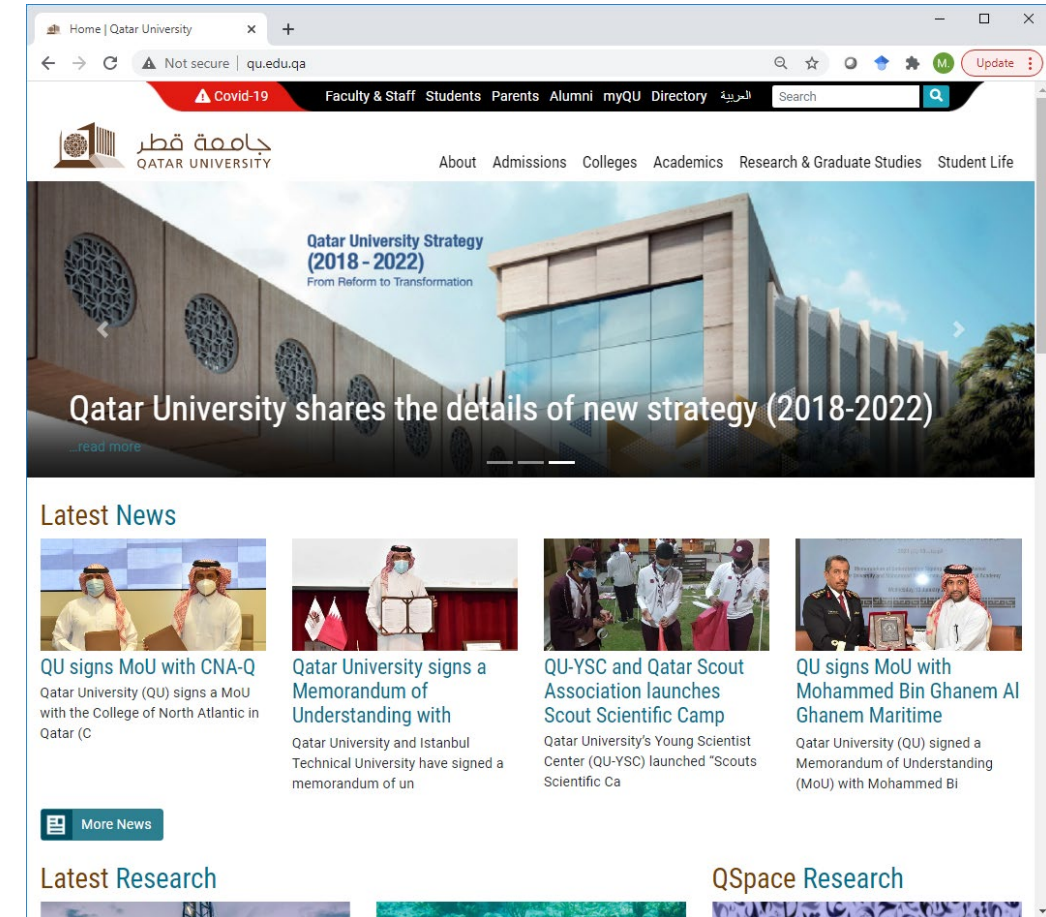 Home | Qatar University
Not secure | qu.edu.qa
M.
Update
Covid-19
Faculty & Staff Students Parents Alumni myQU Directory العربية Search
جامعة قطر
QATAR UNIVERSITY
About Admissions Colleges Academics Research & Graduate Studies Student Life
Qatar University Strategy
(2018 - 2022)
From Reform to Transformation
Qatar University shares the details of new strategy (2018-2022)
...read more
Latest News
QU signs MoU with CNA-Q
Qatar University (QU) signs a MoU
with the College of North Atlantic in
Qatar (C
Qatar University signs a
Memorandum of
Understanding with
Qatar University and Istanbul
Technical University have signed a
memorandum of un
QU-YSC and Qatar Scout
Association launches
Scout Scientific Camp
Qatar University's Young Scientist
Center (QU-YSC) launched “Scouts
Scientific Ca
QU signs MoU with
Mohammed Bin Ghanem Al
Ghanem Maritime
Qatar University (QU) signed a
Memorandum of Understanding
(MoU) with Mohammed Bi
More News
Latest Research
QSpace Research